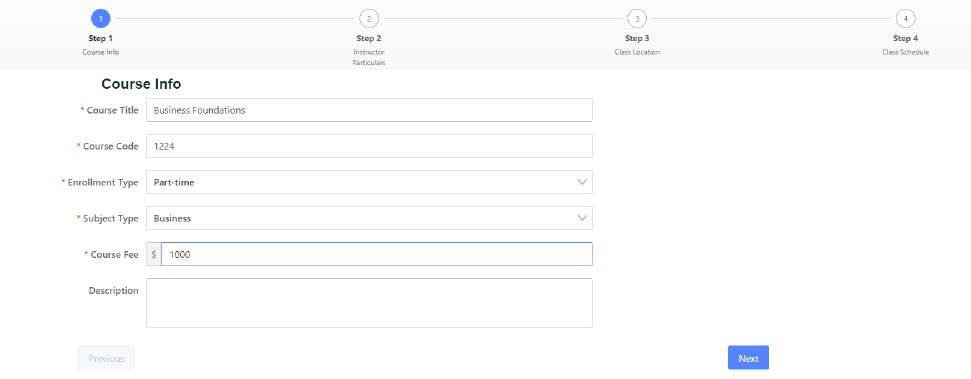 1 2 3 4
Step 1 Step 2 Step 3 Step 4
Course Info Instructor Class Location Class Schedule
Particulars
Course Info
* Course Title Business Foundations
* Course Code 1224
* Enrollment Type Part-time
* Subject Type Business
* Course Fee $ 1000
Description
Previous Next